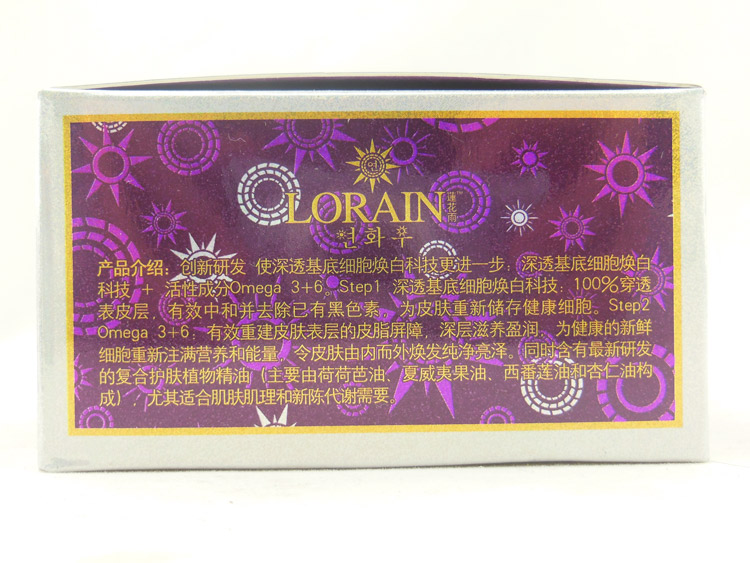 LORAIN
蓮花雨
연화우
产品介绍：创新研发 使深透基底细胞焕白科技更进一步：深透基底细胞焕白
科技 + 活性成分Omega 3+6。Step1 深透基底细胞焕白科技：100%穿透
表皮层，有效中和并去除已有黑色素，为皮肤重新储存健康细胞。Step2
Omega 3+6：有效重建皮肤表层的皮脂屏障，深层滋养盈润，为健康的新鲜
细胞重新注满营养和能量，令皮肤由内而外焕发纯净亮泽。同时含有最新研发
的复合护肤植物精油（主要由荷荷芭油、夏威夷果油、西番莲油和杏仁油构
成），尤其适合肌肤肌理和新陈代谢需要。